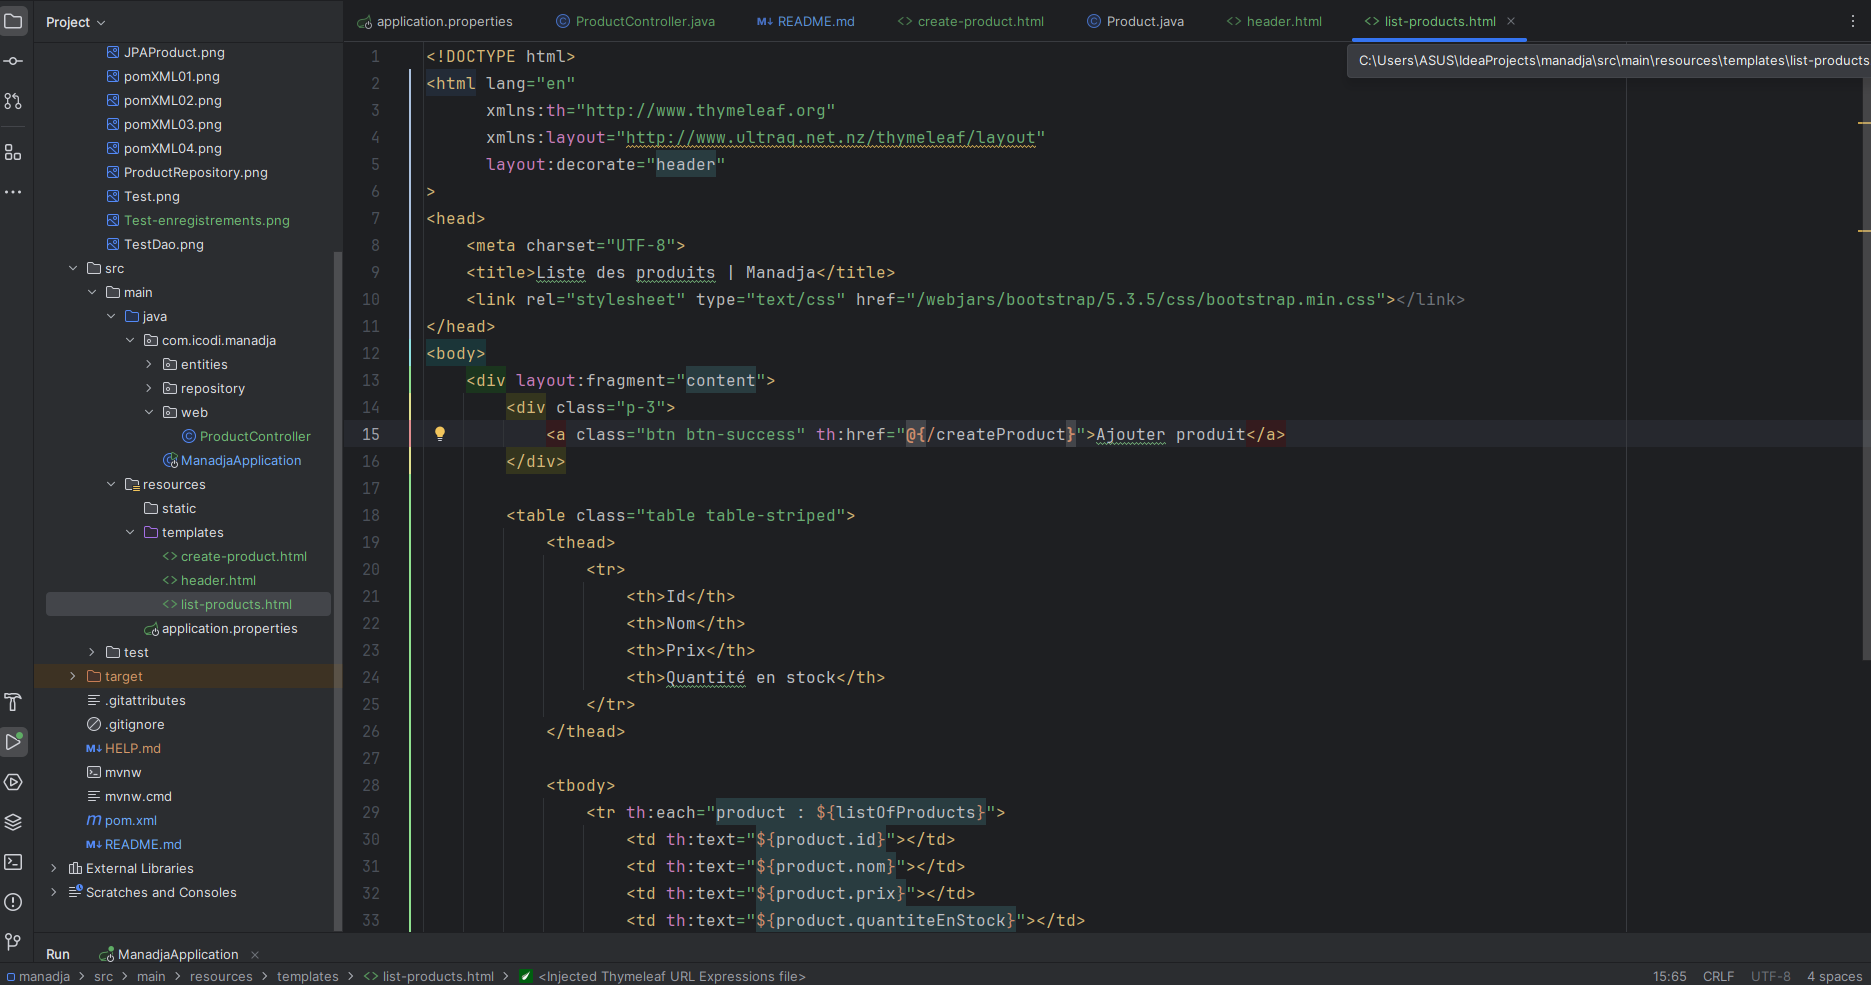 Project
application.properties
ProductController.java
README.md
create-product.html
Product.java
header.html
list-products.html
C:\Users\ASUS\IdeaProjects\manadja\src\main\resources\templates\list-products
JPAProduct.png
pomXML01.png
pomXML02.png
pomXML03.png
pomXML04.png
ProductRepository.png
Test.png
Test-enregistrements.png
TestDao.png
src
main
java
com.icodi.manadja
entities
repository
web
ProductController
ManadjaApplication
resources
static
templates
create-product.html
header.html
list-products.html
application.properties
test
target
.gitattributes
.gitignore
HELP.md
mvnw
mvnw.cmd
pom.xml
README.md
External Libraries
Scratches and Consoles
1 <!DOCTYPE html>
2 <html lang="en"
3 xmlns:th="http://www.thymeleaf.org"
4 xmlns:layout="http://www.ultraq.net.nz/thymeleaf/layout"
5 layout:decorate="header"
6 >
7 <head>
8 <meta charset="UTF-8">
9 <title>Liste des produits | Manadja</title>
10 <link rel="stylesheet" type="text/css" href="/webjars/bootstrap/5.3.5/css/bootstrap.min.css"></link>
11 </head>
12 <body>
13 <div layout:fragment="content">
14 <div class="p-3">
15 <a class="btn btn-success" th:href="@{/createProduct}">Ajouter produit</a>
16 </div>
17
18 <table class="table table-striped">
19 <thead>
20 <tr>
21 <th>Id</th>
22 <th>Nom</th>
23 <th>Prix</th>
24 <th>Quantité en stock</th>
25 </tr>
26 </thead>
27
28 <tbody>
29 <tr th:each="product : ${listOfProducts}">
30 <td th:text="${product.id}"></td>
31 <td th:text="${product.nom}"></td>
32 <td th:text="${product.prix}"></td>
33 <td th:text="${product.quantiteEnStock}"></td>
Run ManadjaApplication
manadja > src > main > resources > templates > list-products.html > <Injected Thymeleaf URL Expressions file>
15:65 CRLF UTF-8 4 spaces